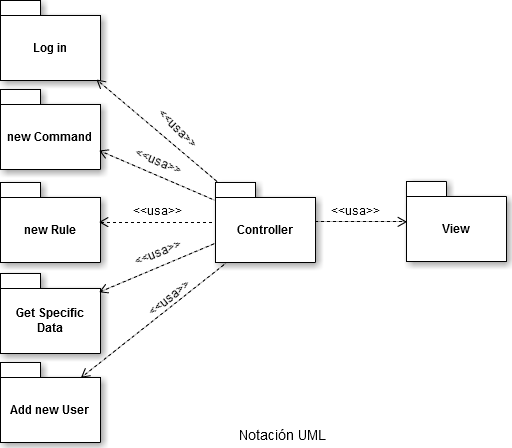 Log in
<<usa>>
new Command
<<usa>>
new Rule
<<usa>>
Controller
<<usa>>
View
<<usa>>
Get Specific
Data
<<usa>>
Add new User
Notación UML